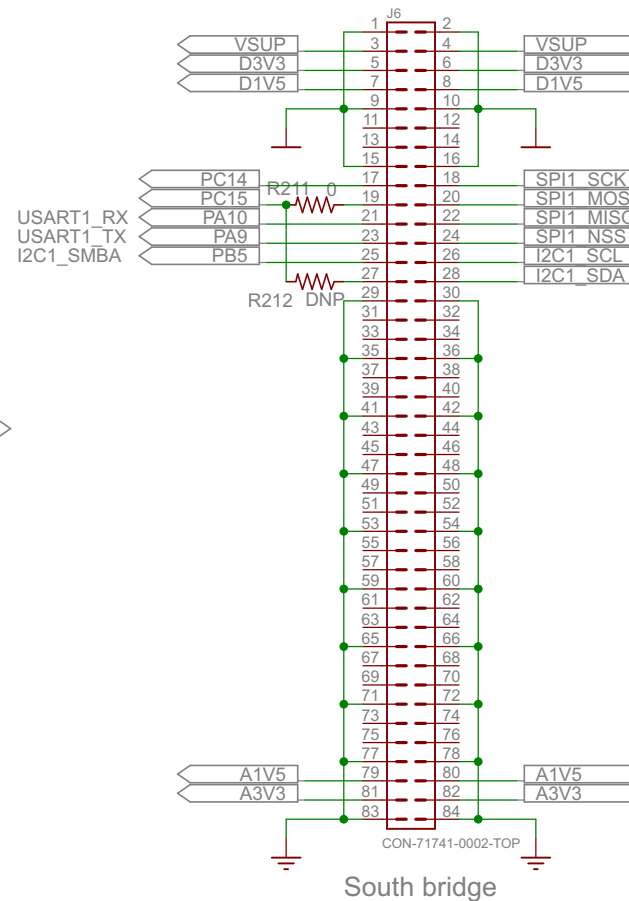 J6
1 2
VSUP 3 4 VSUP
D3V3 5 6 D3V3
D1V5 7 8 D1V5
9 10
11 12
13 14
15 16
PC14 17 18 SPI1_SCK
PC15 R211 0 19 20 SPI1_MOS
USART1_RX PA10 21 22 SPI1_MISO
USART1_TX PA9 23 24 SPI1_NSS
I2C1_SMBA PB5 25 26 I2C1_SCL
27 28 I2C1_SDA
R212 DNP 29 30
31 32
33 34
35 36
37 38
39 40
41 42
43 44
45 46
47 48
49 50
51 52
53 54
55 56
57 58
59 60
61 62
63 64
65 66
67 68
69 70
71 72
73 74
75 76
77 78
A1V5 79 80 A1V5
A3V3 81 82 A3V3
83 84
CON-71741-0002-TOP
South bridge